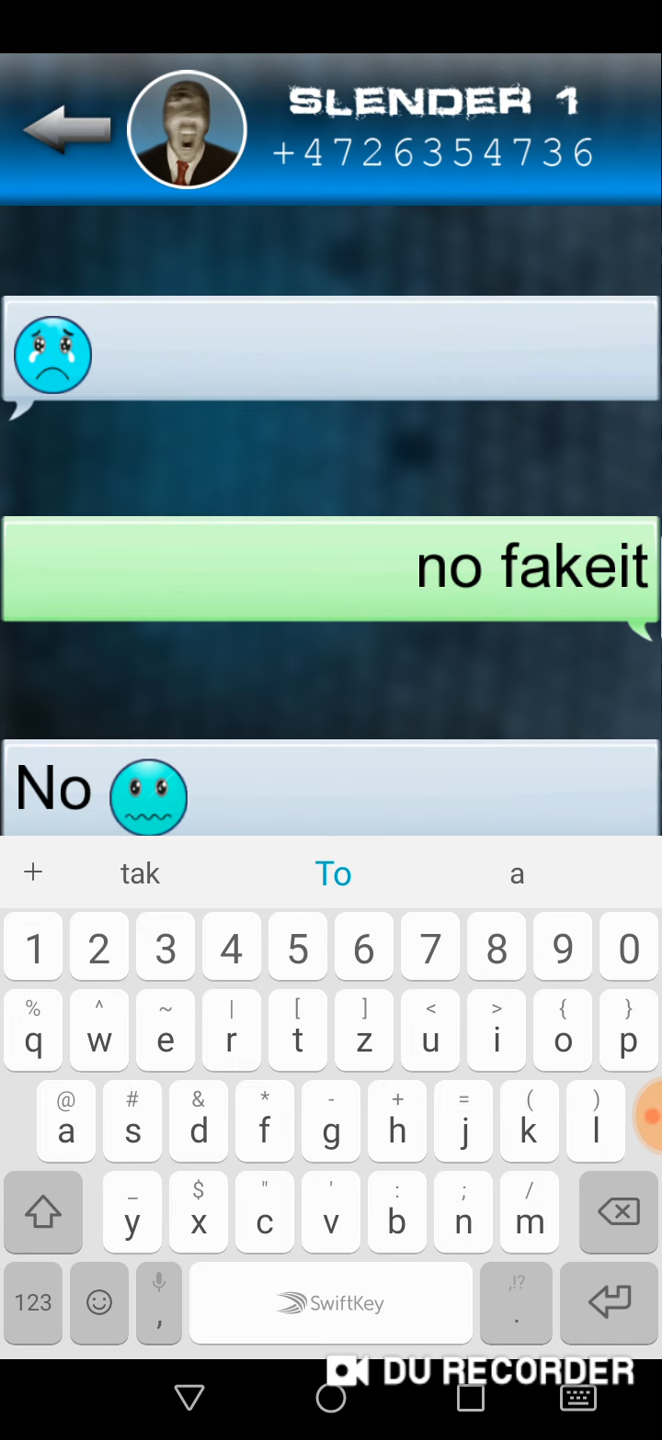 SLENDER 1
+4726354736
no fakeit
No
+ tak To a
1 2 3 4 5 6 7 8 9 0
% ^ ~ | [ ] < > { }
q w e r t z u i o p
@ # & * - + = ( )
a s d f g h j k l
_ $ " ' : ; /
y x c v b n m
,!?
123 , SwiftKey .
DU RECORDER